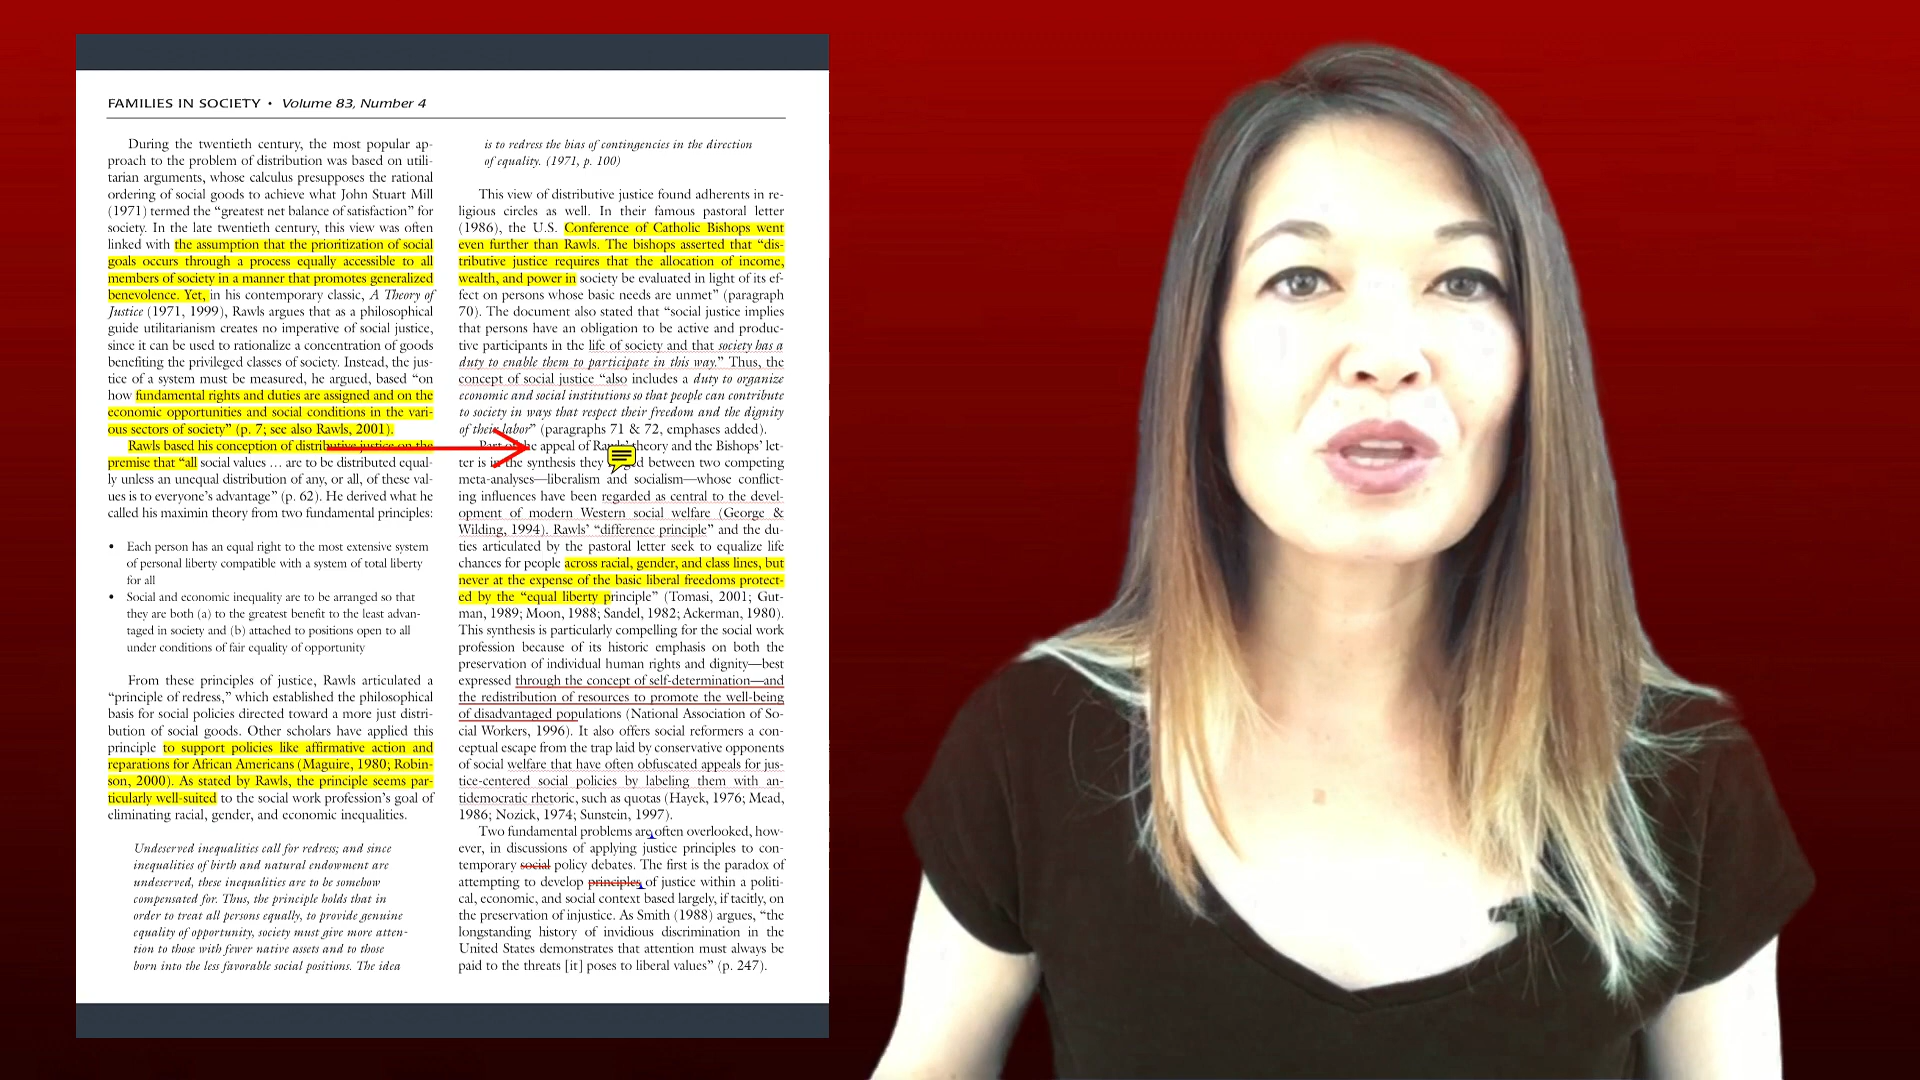 FAMILIES IN SOCIETY • Volume 83, Number 4
During the twentieth century, the most popular ap-
proach to the problem of distribution was based on utili-
tarian arguments, whose calculus presupposes the rational
ordering of social goods to achieve what John Stuart Mill
(1971) termed the “greatest net balance of satisfaction” for
society. In the late twentieth century, this view was often
linked with the assumption that the prioritization of social
goals occurs through a process equally accessible to all
members of society in a manner that promotes generalized
benevolence. Yet, in his contemporary classic, A Theory of
Justice (1971, 1999), Rawls argues that as a philosophical
guide utilitarianism creates no imperative of social justice,
since it can be used to rationalize a concentration of goods
benefiting the privileged classes of society. Instead, the jus-
tice of a system must be measured, he argued, based “on
how fundamental rights and duties are assigned and on the
economic opportunities and social conditions in the vari-
ous sectors of society” (p. 7; see also Rawls, 2001).
Rawls based his conception of distributive justice on the
premise that “all social values … are to be distributed equal-
ly unless an unequal distribution of any, or all, of these val-
ues is to everyone’s advantage” (p. 62). He derived what he
called his maximin theory from two fundamental principles:
• Each person has an equal right to the most extensive system
of personal liberty compatible with a system of total liberty
for all
• Social and economic inequality are to be arranged so that
they are both (a) to the greatest benefit to the least advan-
taged in society and (b) attached to positions open to all
under conditions of fair equality of opportunity
From these principles of justice, Rawls articulated a
“principle of redress,” which established the philosophical
basis for social policies directed toward a more just distri-
bution of social goods. Other scholars have applied this
principle to support policies like affirmative action and
reparations for African Americans (Maguire, 1980; Robin-
son, 2000). As stated by Rawls, the principle seems par-
ticularly well-suited to the social work profession’s goal of
eliminating racial, gender, and economic inequalities.
Undeserved inequalities call for redress; and since
inequalities of birth and natural endowment are
undeserved, these inequalities are to be somehow
compensated for. Thus, the principle holds that in
order to treat all persons equally, to provide genuine
equality of opportunity, society must give more atten-
tion to those with fewer native assets and to those
born into the less favorable social positions. The idea
is to redress the bias of contingencies in the direction
of equality. (1971, p. 100)
This view of distributive justice found adherents in re-
ligious circles as well. In their famous pastoral letter
(1986), the U.S. Conference of Catholic Bishops went
even further than Rawls. The bishops asserted that “dis-
tributive justice requires that the allocation of income,
wealth, and power in society be evaluated in light of its ef-
fect on persons whose basic needs are unmet” (paragraph
70). The document also stated that “social justice implies
that persons have an obligation to be active and produc-
tive participants in the life of society and that society has a
duty to enable them to participate in this way.” Thus, the
concept of social justice “also includes a duty to organize
economic and social institutions so that people can contribute
to society in ways that respect their freedom and the dignity
of their labor” (paragraphs 71 & 72, emphases added).
Part of the appeal of Rawls’ theory and the Bishops’ let-
ter is in the synthesis they between two competing
meta-analyses—liberalism and socialism—whose conflict-
ing influences have been regarded as central to the devel-
opment of modern Western social welfare (George &
Wilding, 1994). Rawls’ “difference principle” and the du-
ties articulated by the pastoral letter seek to equalize life
chances for people across racial, gender, and class lines, but
never at the expense of the basic liberal freedoms protect-
ed by the “equal liberty principle” (Tomasi, 2001; Gut-
man, 1989; Moon, 1988; Sandel, 1982; Ackerman, 1980).
This synthesis is particularly compelling for the social work
profession because of its historic emphasis on both the
preservation of individual human rights and dignity—best
expressed through the concept of self-determination—and
the redistribution of resources to promote the well-being
of disadvantaged populations (National Association of So-
cial Workers, 1996). It also offers social reformers a con-
ceptual escape from the trap laid by conservative opponents
of social welfare that have often obfuscated appeals for jus-
tice-centered social policies by labeling them with an-
tidemocratic rhetoric, such as quotas (Hayek, 1976; Mead,
1986; Nozick, 1974; Sunstein, 1997).
Two fundamental problems are often overlooked, how-
ever, in discussions of applying justice principles to con-
temporary social policy debates. The first is the paradox of
attempting to develop principles of justice within a politi-
cal, economic, and social context based largely, if tacitly, on
the preservation of injustice. As Smith (1988) argues, “the
longstanding history of invidious discrimination in the
United States demonstrates that attention must always be
paid to the threats [it] poses to liberal values” (p. 247).